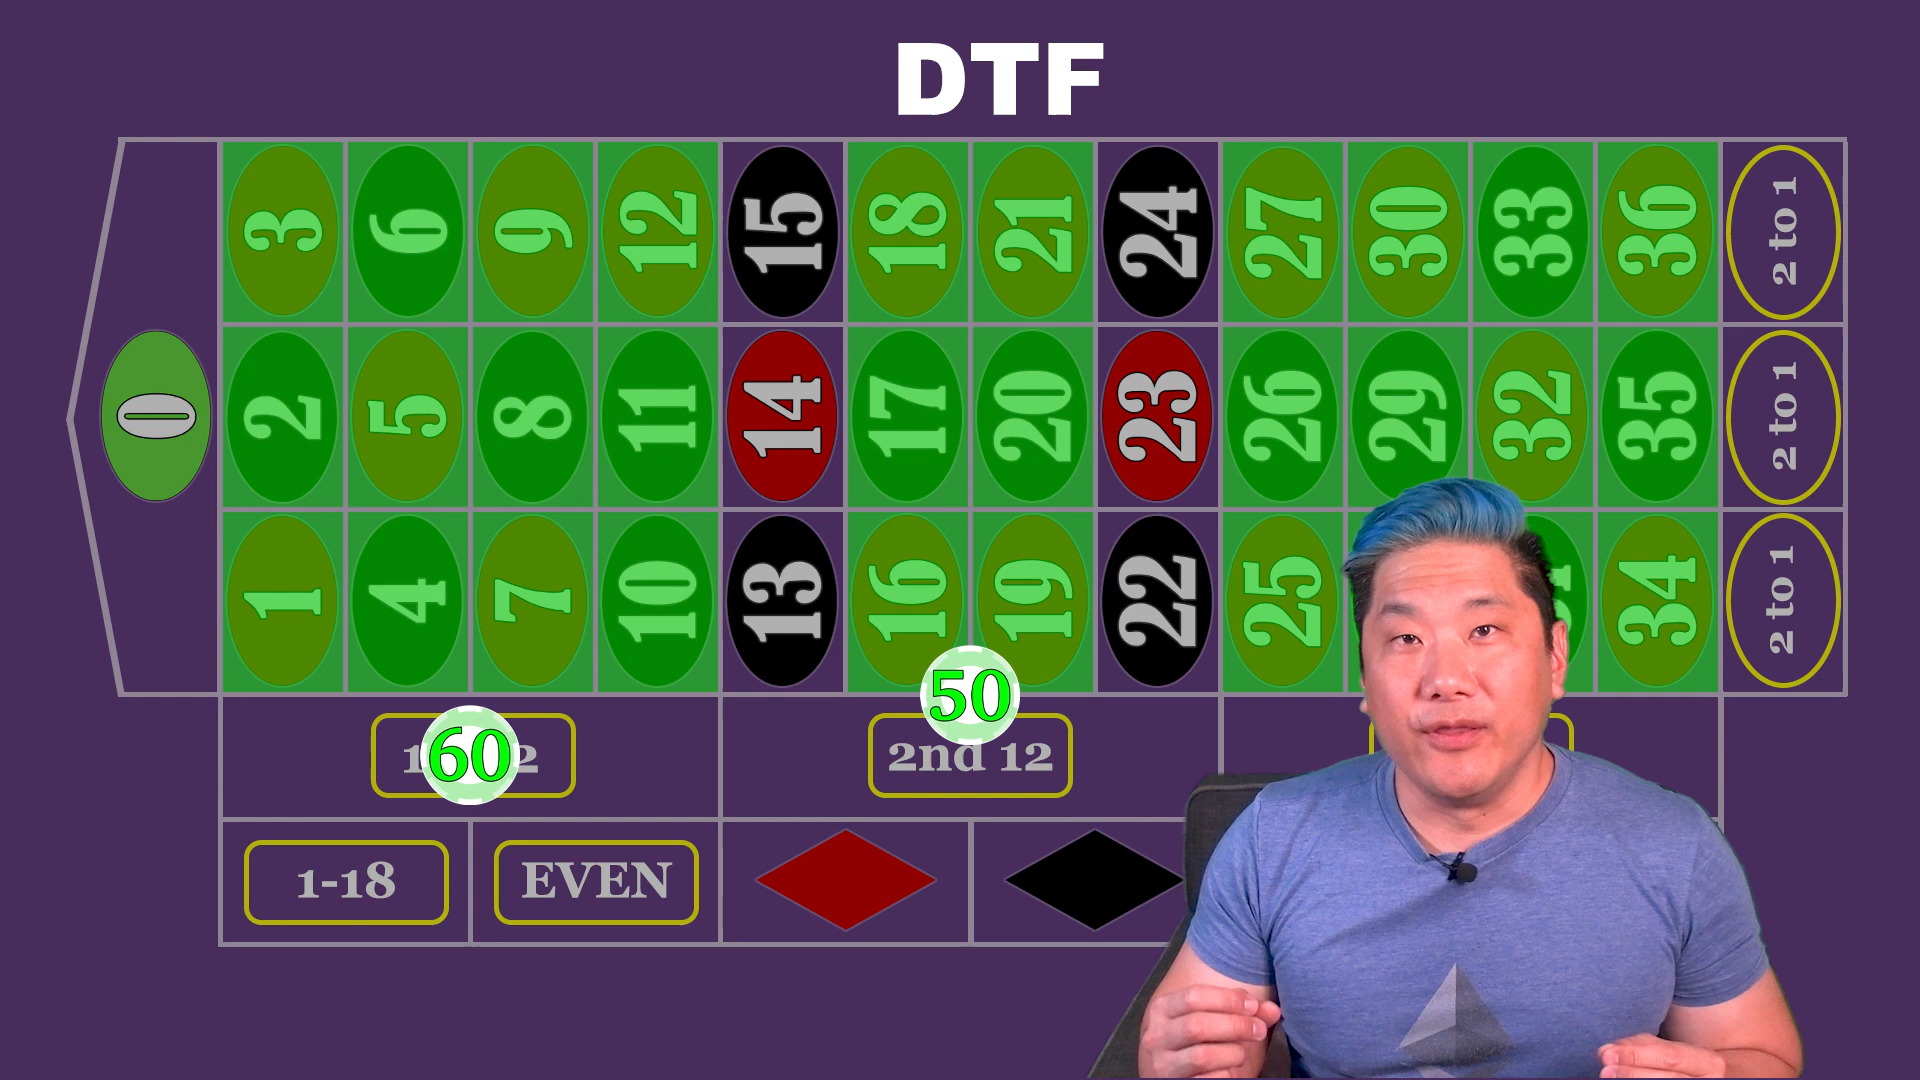 DTF
3 6 9 12 15 18 21 24 27 30 33 36 2 to 1
0 2 5 8 11 14 17 20 23 26 29 32 35 2 to 1
1 4 7 10 13 16 19 22 25 34 2 to 1
60 50 2nd 12
1-18 EVEN